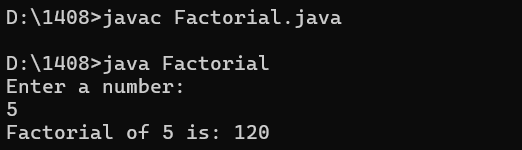 D:\1408>javac Factorial.java
D:\1408>java Factorial
Enter a number:
5
Factorial of 5 is: 120